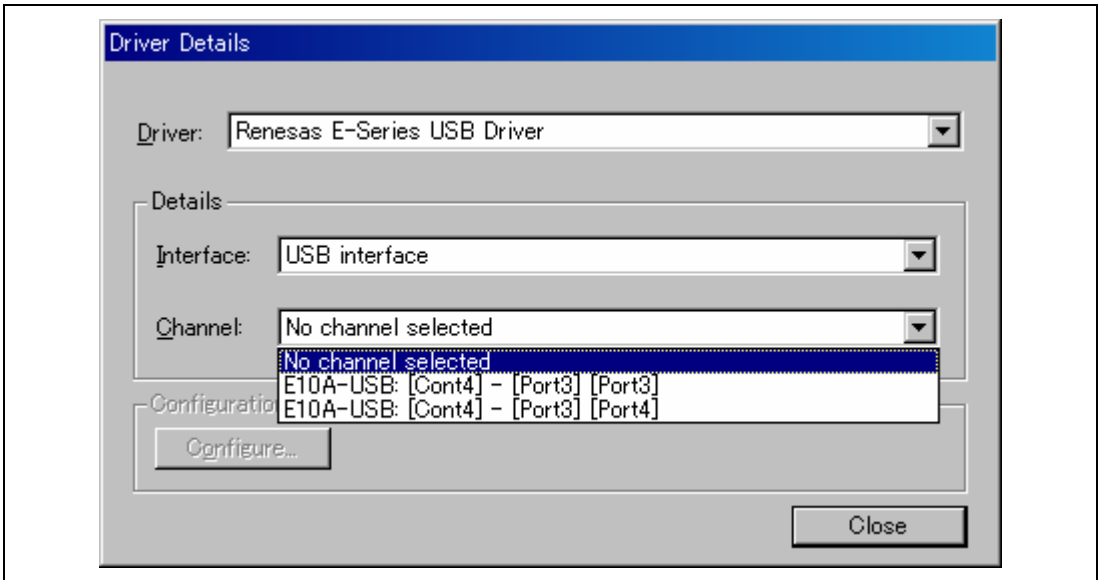 Driver Details
Driver: Renesas E-Series USB Driver
Details
Interface: USB interface
Channel: No channel selected
No channel selected
E10A-USB: [Cont4] - [Port3] [Port3]
E10A-USB: [Cont4] - [Port3] [Port4]
Configuratio
Configure...
Close